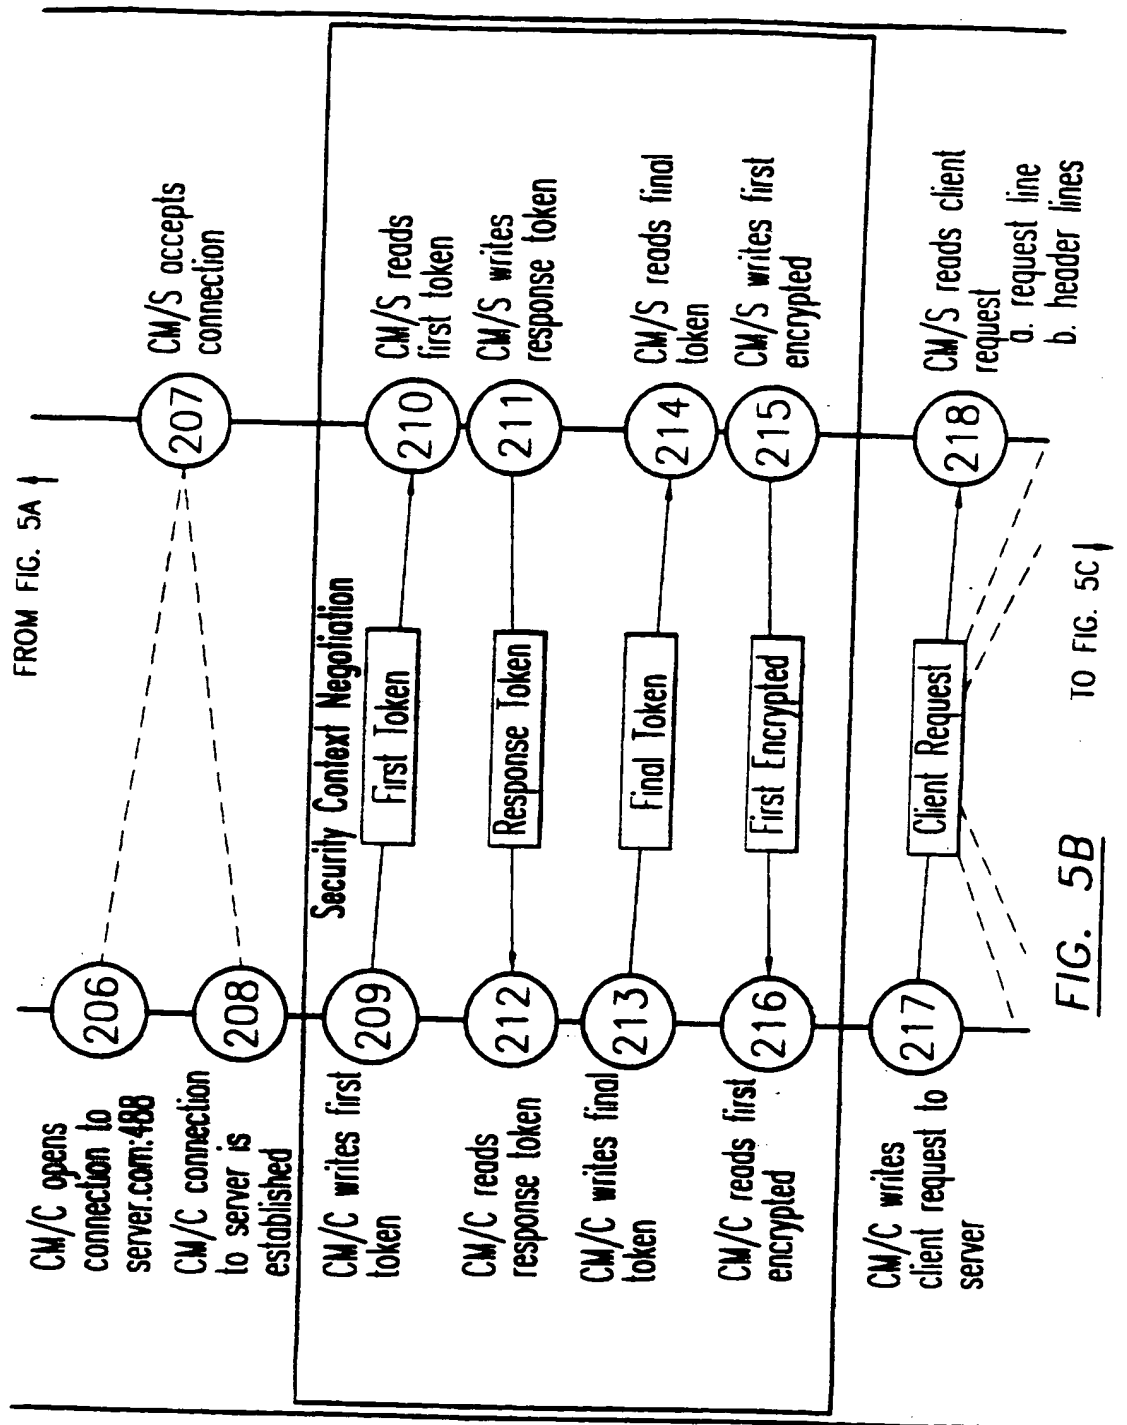 FROM FIG. 5A
CM/C opens
connection to
server.com:488
206
207
CM/S accepts
connection
CM/C connection
to server is
established
208
Security Context Negotiation
CM/C writes first
token
209
First Token
210
CM/S reads
first token
CM/C reads
response token
212
Response Token
211
CM/S writes
response token
CM/C writes final
token
213
Final Token
214
CM/S reads final
token
CM/C reads first
encrypted
216
First Encrypted
215
CM/S writes first
encrypted
CM/C writes
client request to
server
217
Client Request
218
CM/S reads client
request
a. request line
b. header lines
TO FIG. 5C
FIG. 5B